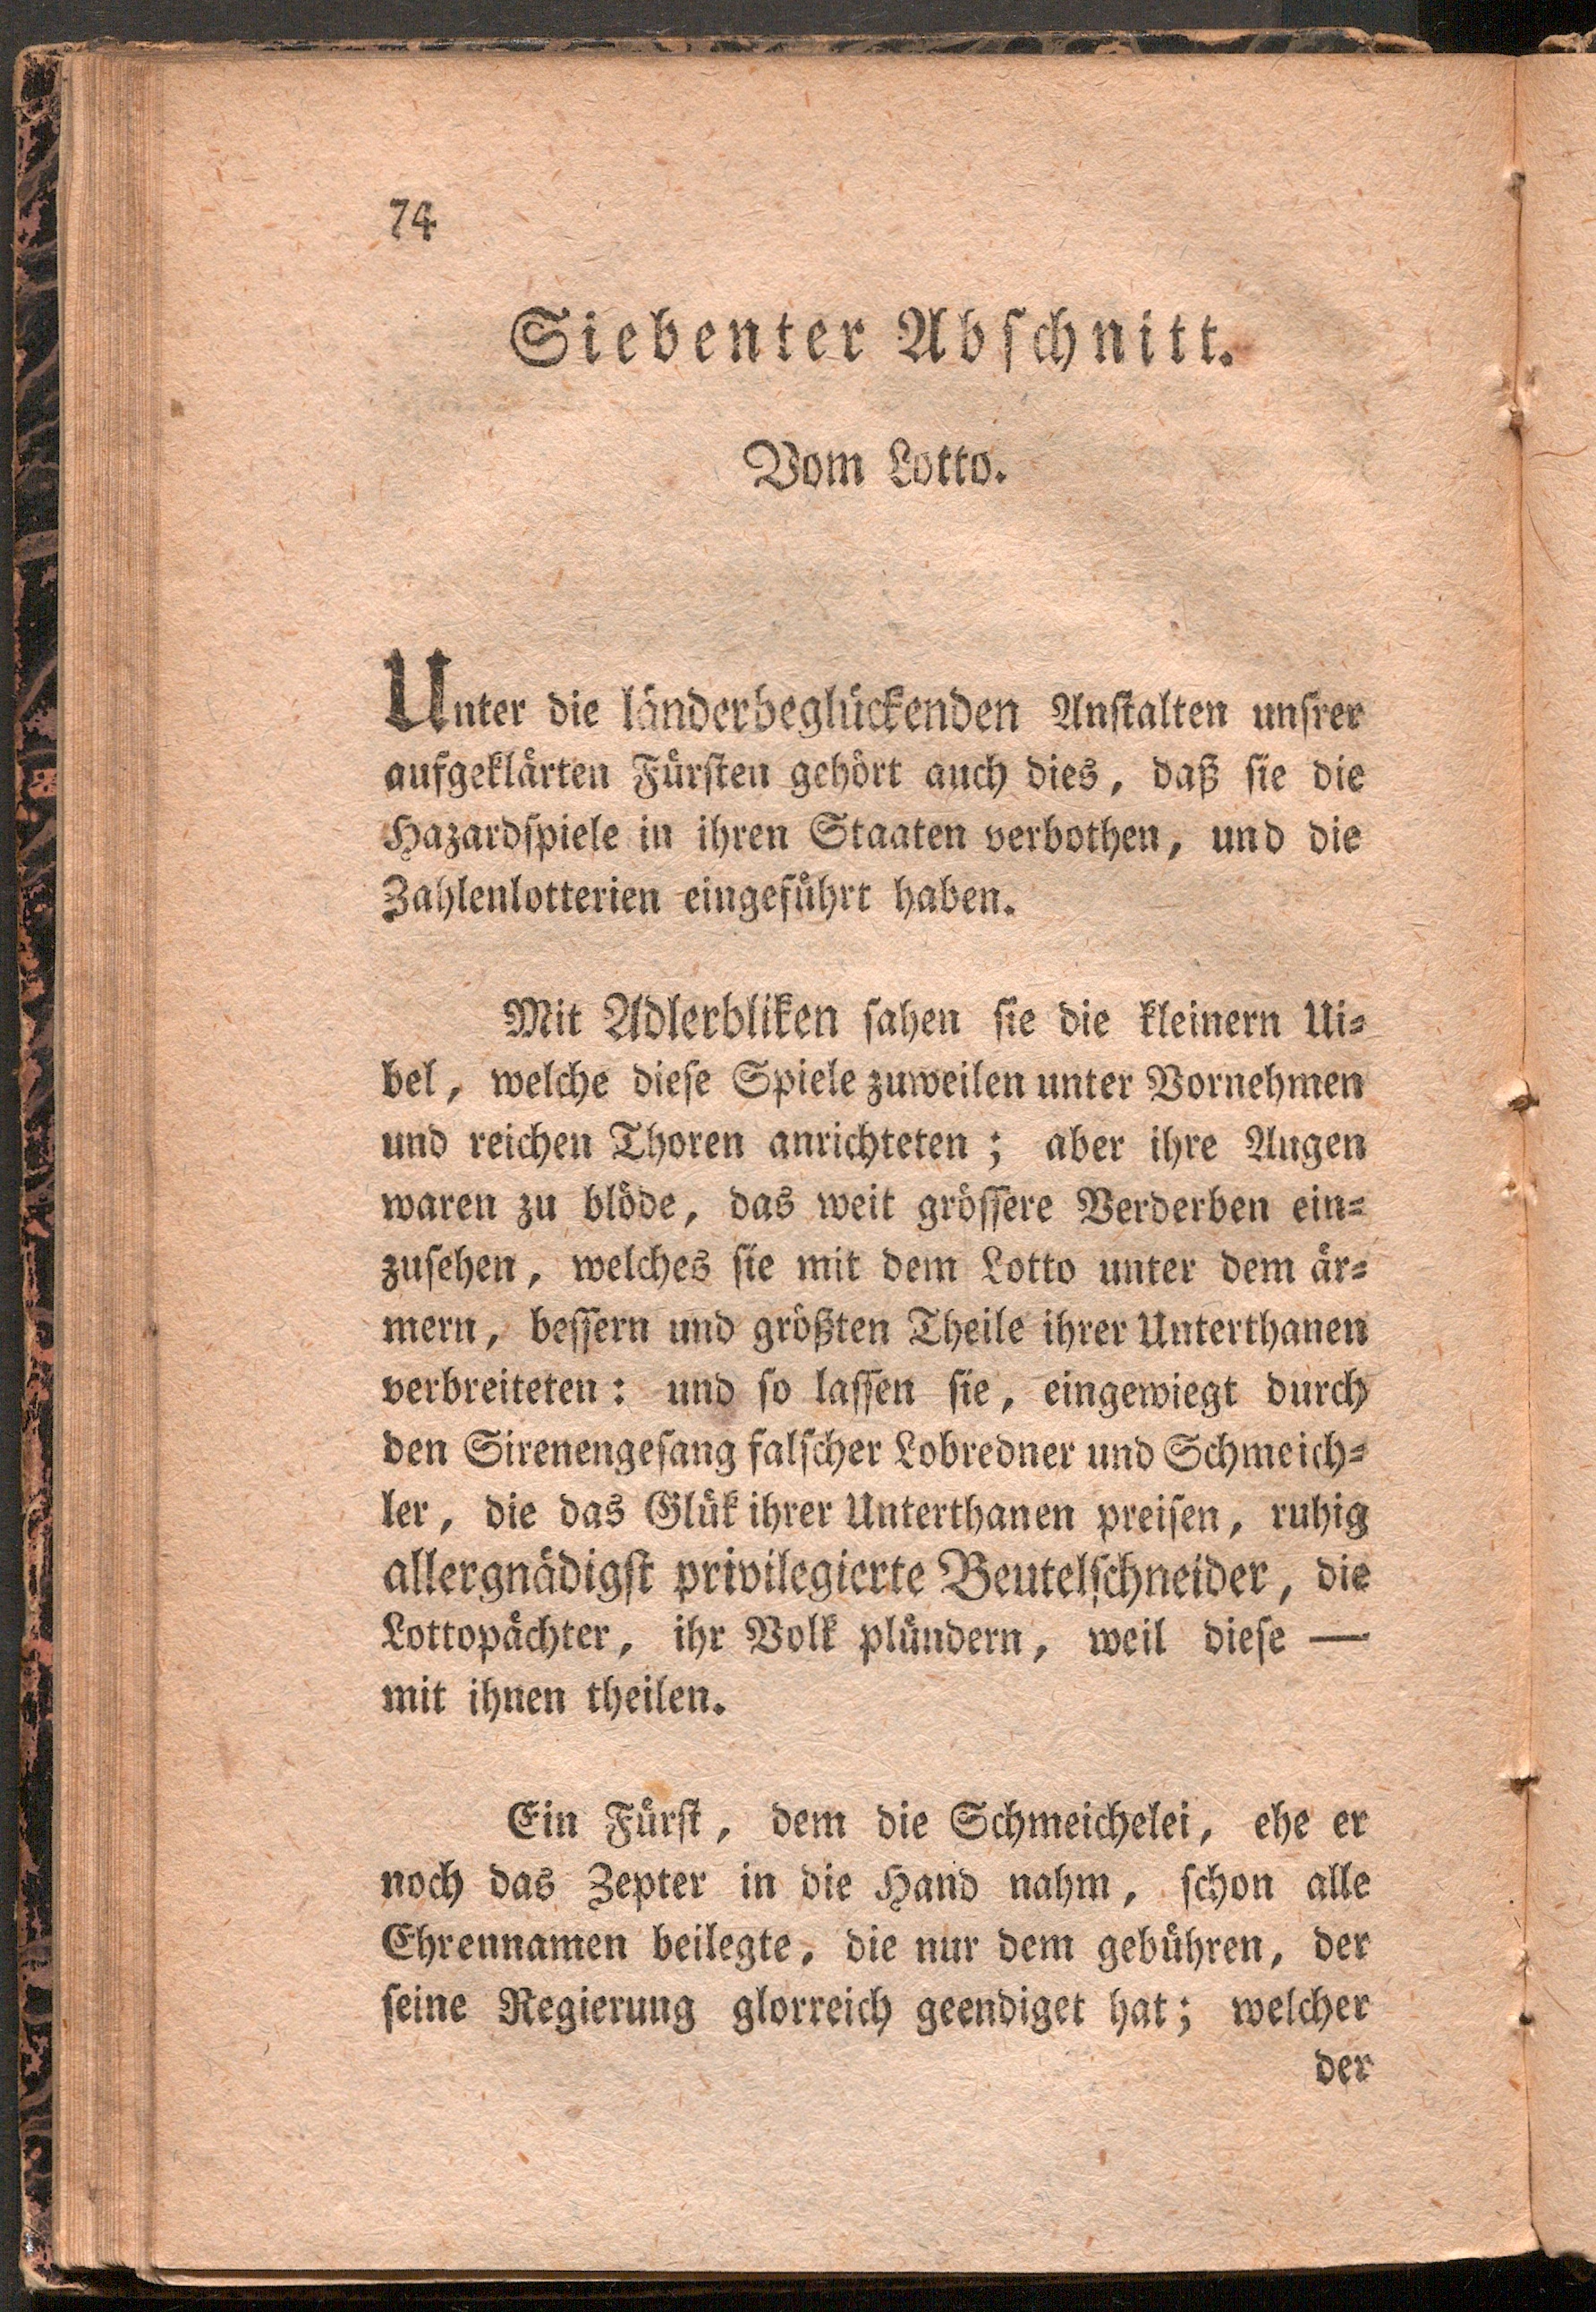 74
Siebenter Abschnitt.
Vom Lotto.
Unter die länderbeglückenden Anstalten unsrer
aufgeklärten Fürsten gehört auch dies, daß sie die
Hazardspiele in ihren Staaten verbothen, und die
Zahlenlotterien eingeführt haben.
Mit Adlerbliken sahen sie die kleinern Ui-
bel, welche diese Spiele zuweilen unter Vornehmen
und reichen Thoren anrichteten; aber ihre Augen
waren zu blöde, das weit grössere Verderben ein-
zusehen, welches sie mit dem Lotto unter dem är-
mern, bessern und größten Theile ihrer Unterthanen
verbreiteten: und so lassen sie, eingewiegt durch
den Sirenengesang falscher Lobredner und Schmeich-
ler, die das Glük ihrer Unterthanen preisen, ruhig
allergnädigst privilegierte Beutelschneider, die
Lottopächter, ihr Volk plündern, weil diese —
mit ihnen theilen.
Ein Fürst, dem die Schmeichelei, ehe er
noch das Zepter in die Hand nahm, schon alle
Ehrennamen beilegte, die nur dem gebühren, der
seine Regierung glorreich geendiget hat; welcher
der